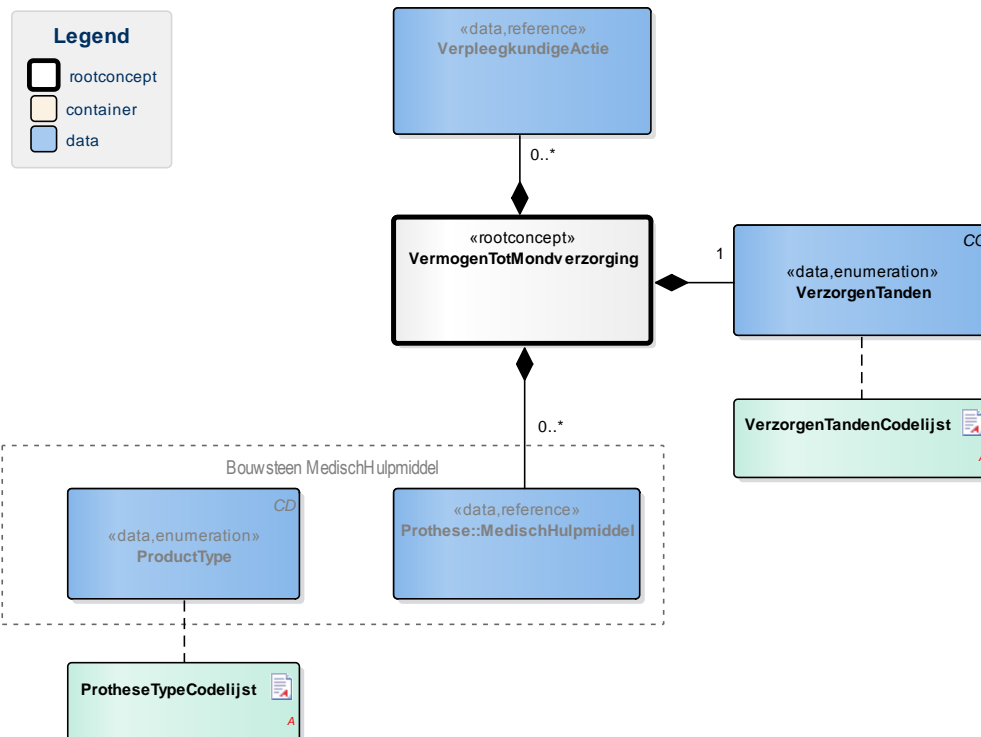 Legend
rootconcept
container
data
«data,reference»
VerpleegkundigeActie
0..*
«rootconcept»
VermogenTotMondverzorging
1
«data,enumeration»
VerzorgenTanden
VerzorgenTandenCodelijst
0..*
Bouwsteen MedischHulpmiddel
CD
«data,enumeration»
ProductType
«data,reference»
Prothese::MedischHulpmiddel
ProtheseTypeCodelijst
A